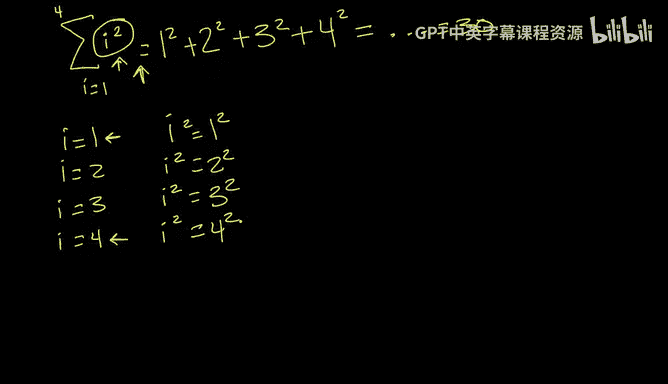 4
∑ i² = 1² + 2² + 3² + 4² = . . . = 30
i=1
GPT中英字幕课程资源 bilibili
i = 1 ← i² = 1²
i = 2 i² = 2²
i = 3 i² = 3²
i = 4 ← i² = 4²